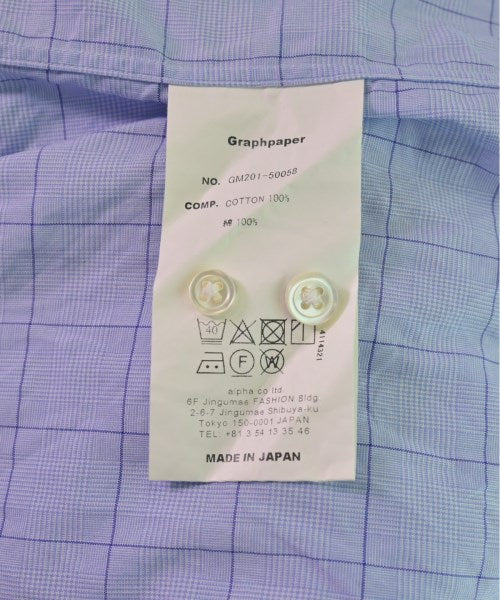 Graphpaper
NO. GM201-50058
COMP. COTTON 100%
綿 100%
40
F W
4114321
alpha co ltd.
6F Jingumae FASHION Bldg.
2-6-7 Jingumae Shibuya-ku
Tokyo 150-0001 JAPAN
TEL: +81 3 54 13 35 46
MADE IN JAPAN